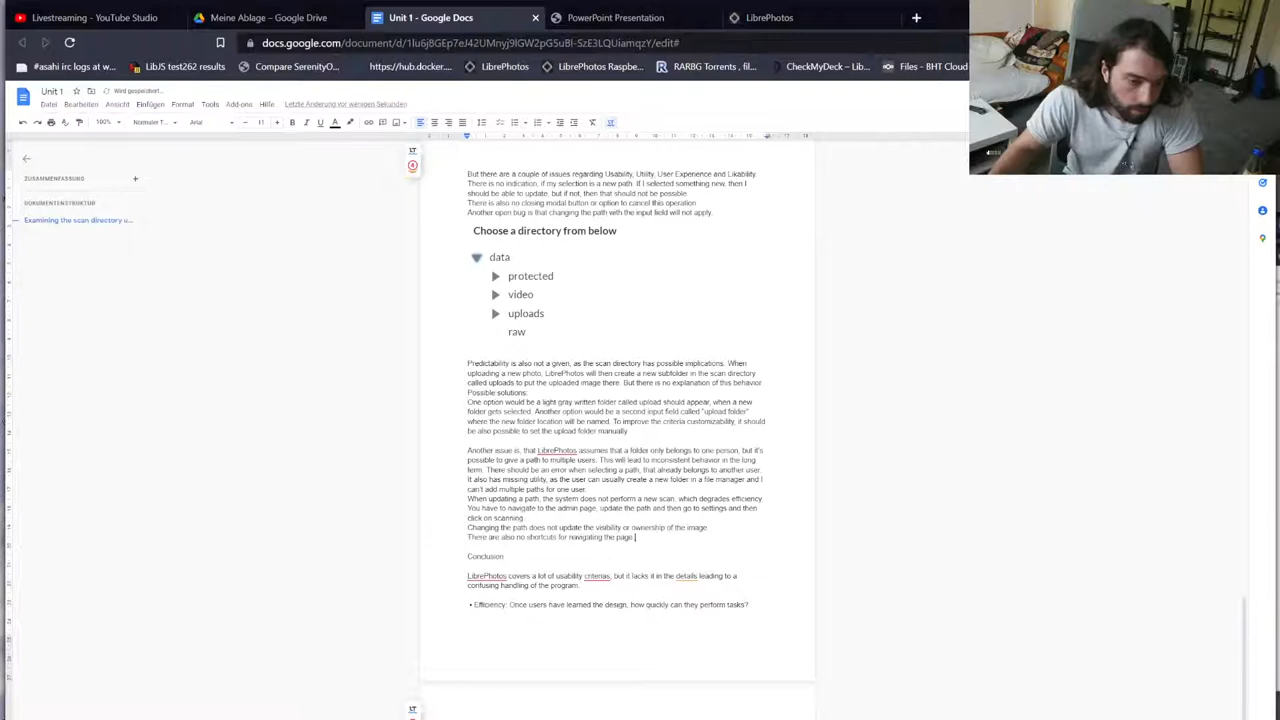 Livestreaming - YouTube Studio
Meine Ablage – Google Drive
Unit 1 - Google Docs
PowerPoint Presentation
LibrePhotos
docs.google.com/document/d/
/edit#
#asahi irc logs at w...
LibJS test262 results
Compare SerenityO...
https://hub.docker....
LibrePhotos
LibrePhotos Raspbe...
RARBG Torrents , fil...
CheckMyDeck – Lib...
Files - BHT Cloud
Unit 1
Wird gespeichert...
Datei Bearbeiten Ansicht Einfügen Format Tools Add-ons Hilfe Letzte Änderung vor wenigen Sekunden
100% Normaler T... Arial 11
ZUSAMMENFASSUNG
DOKUMENTENSTRUKTUR
Examining the scan directory u...
But there are a couple of issues regarding Usability, Utility, User Experience and Likability.
There is no indication, if my selection is a new path. If I selected something new, then I
should be able to update, but if not, then that should not be possible.
There is also no closing modal button or option to cancel this operation
Another open bug is that changing the path with the input field will not apply.
Choose a directory from below
data
protected
video
uploads
raw
Predictability is also not a given, as the scan directory has possible implications. When
uploading a new photo, LibrePhotos will then create a new subfolder in the scan directory
called uploads to put the uploaded image there. But there is no explanation of this behavior
Possible solutions:
One option would be a light gray written folder called upload should appear, when a new
folder gets selected. Another option would be a second input field called "upload folder"
where the new folder location will be named. To improve the criteria customizability, it should
be also possible to set the upload folder manually
Another issue is, that LibrePhotos assumes that a folder only belongs to one person, but it's
possible to give a path to multiple users. This will lead to inconsistent behavior in the long
term. There should be an error when selecting a path, that already belongs to another user.
It also has missing utility, as the user can usually create a new folder in a file manager and I
can't add multiple paths for one user.
When updating a path, the system does not perform a new scan, which degrades efficiency.
You have to navigate to the admin page, update the path and then go to settings and then
click on scanning.
Changing the path does not update the visibility or ownership of the image
There are also no shortcuts for navigating the page.
Conclusion
LibrePhotos covers a lot of usability criterias, but it lacks it in the details leading to a
confusing handling of the program.
• Efficiency: Once users have learned the design, how quickly can they perform tasks?